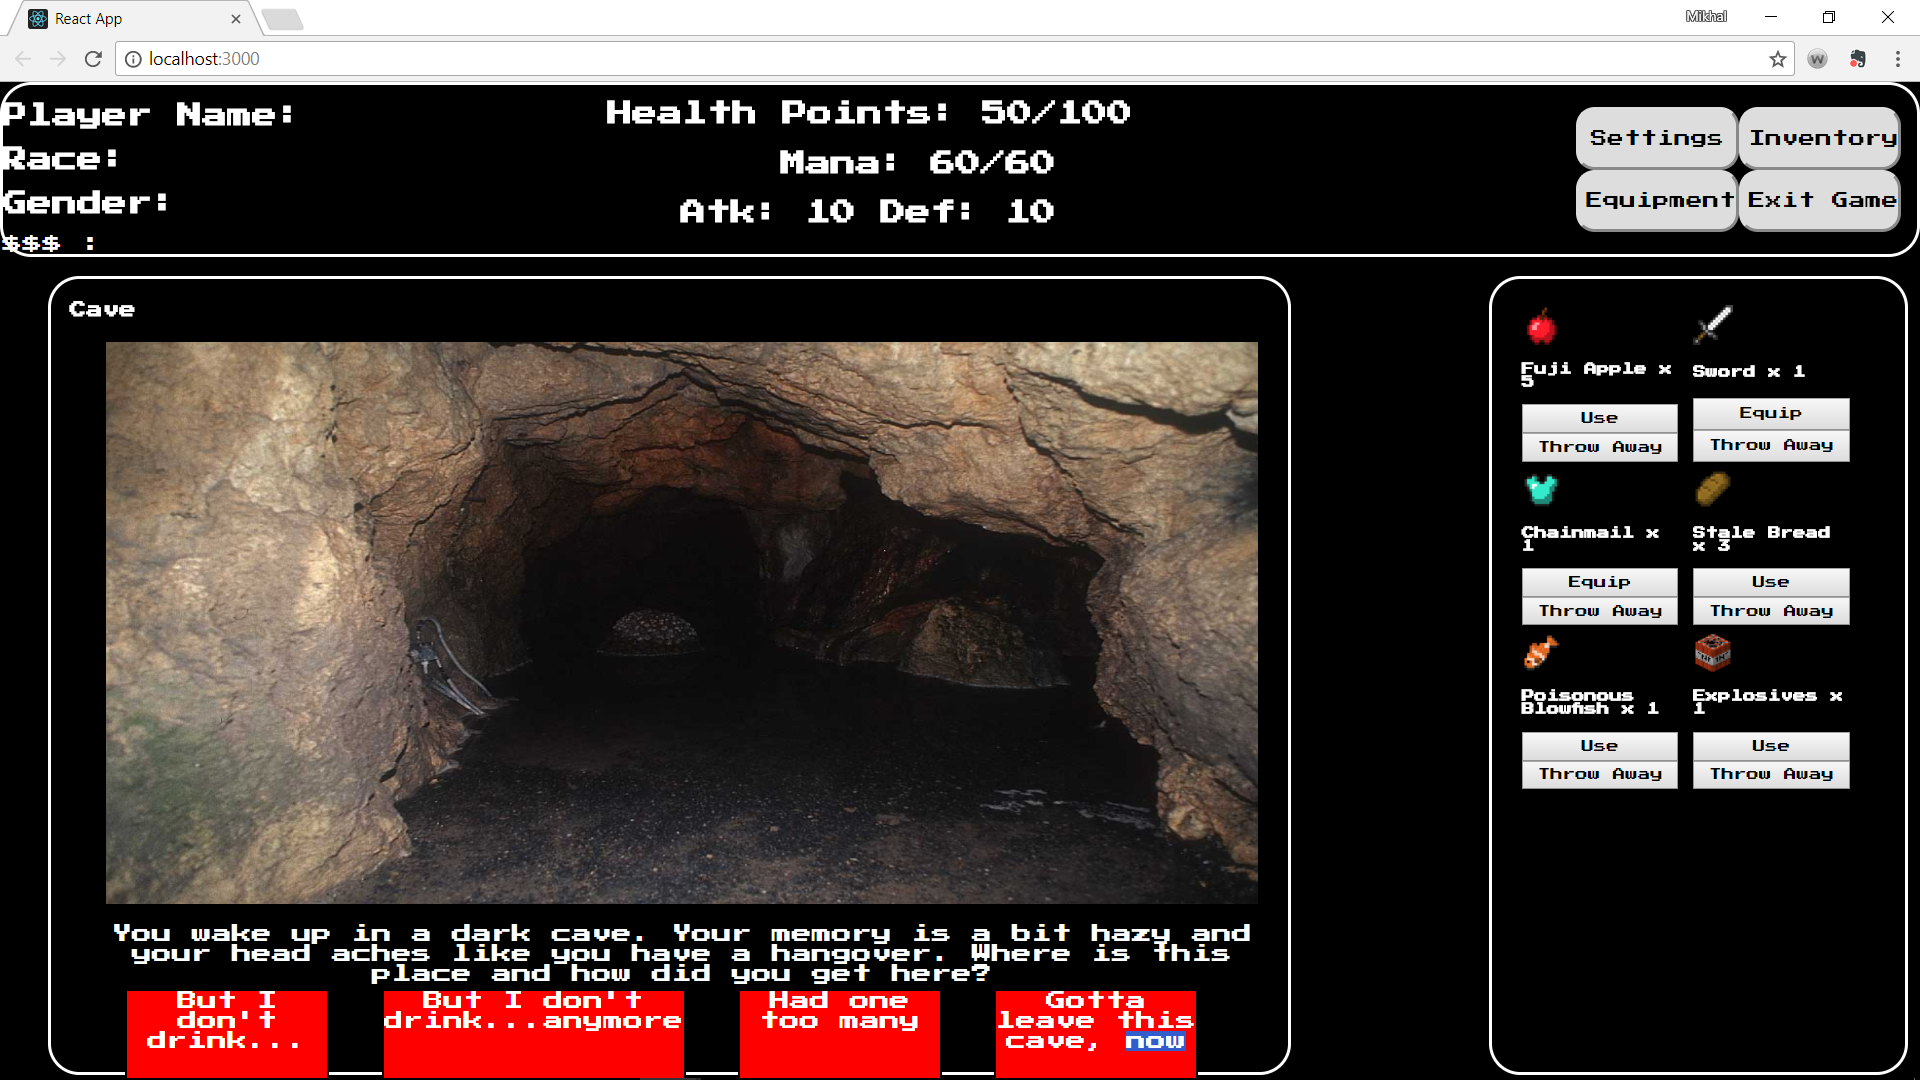 React App
Mikhal
localhost:3000
Player Name:
Race:
Gender:
$$$ :
Health Points: 50/100
Mana: 60/60
Atk: 10 Def: 10
Settings
Inventory
Equipment
Exit Game
Cave
You wake up in a dark cave. Your memory is a bit hazy and
your head aches like you have a hangover. Where is this
place and how did you get here?
But I
don't
drink...
But I don't
drink...anymore
Had one
too many
Gotta
leave this
cave, now
Fuji Apple x
5
Use
Throw Away
Sword x 1
Equip
Throw Away
Chainmail x
1
Equip
Throw Away
Stale Bread
x 3
Use
Throw Away
Poisonous
Blowfish x 1
Use
Throw Away
Explosives x
1
Use
Throw Away